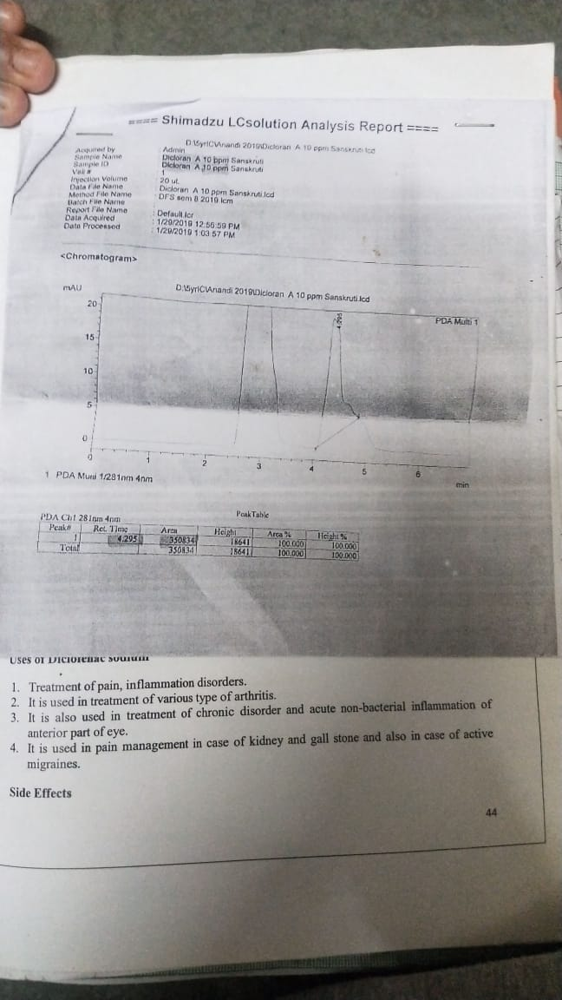 ==== Shimadzu LCsolution Analysis Report ====
D:\5yrIC\Anandi 2019\Dicloran A 10 ppm Sanskruti.lcd
Acquired by : Admin
Sample Name : Dicloran A 10 ppm Sanskruti
Sample ID : Dicloran A 10 ppm Sanskruti
Vail # : 1
Injection Volume : 20 uL
Data File Name : Dicloran A 10 ppm Sanskruti.lcd
Method File Name : DFS sem 8 2019 lcm
Batch File Name :
Report File Name : Default.lcr
Data Acquired : 1/29/2019 12:56:59 PM
Data Processed : 1/29/2019 1:03:57 PM
<Chromatogram>
D:\5yrIC\Anandi 2019\Dicloran A 10 ppm Sanskruti.lcd
mAU
20
15
10
5
0
4.295
PDA Multi 1
0 1 2 3 4 5 6
min
1 PDA Multi 1/281nm 4nm
PeakTable
PDA Ch1 281nm 4nm
Peak# Ret. Time Area Height Area % Height %
1 4.295 350834 18641 100.000 100.000
Total 350834 18641 100.000 100.000
Uses of Diclofenac Sodium
1. Treatment of pain, inflammation disorders.
2. It is used in treatment of various type of arthritis.
3. It is also used in treatment of chronic disorder and acute non-bacterial inflammation of
anterior part of eye.
4. It is used in pain management in case of kidney and gall stone and also in case of active
migraines.
Side Effects
44